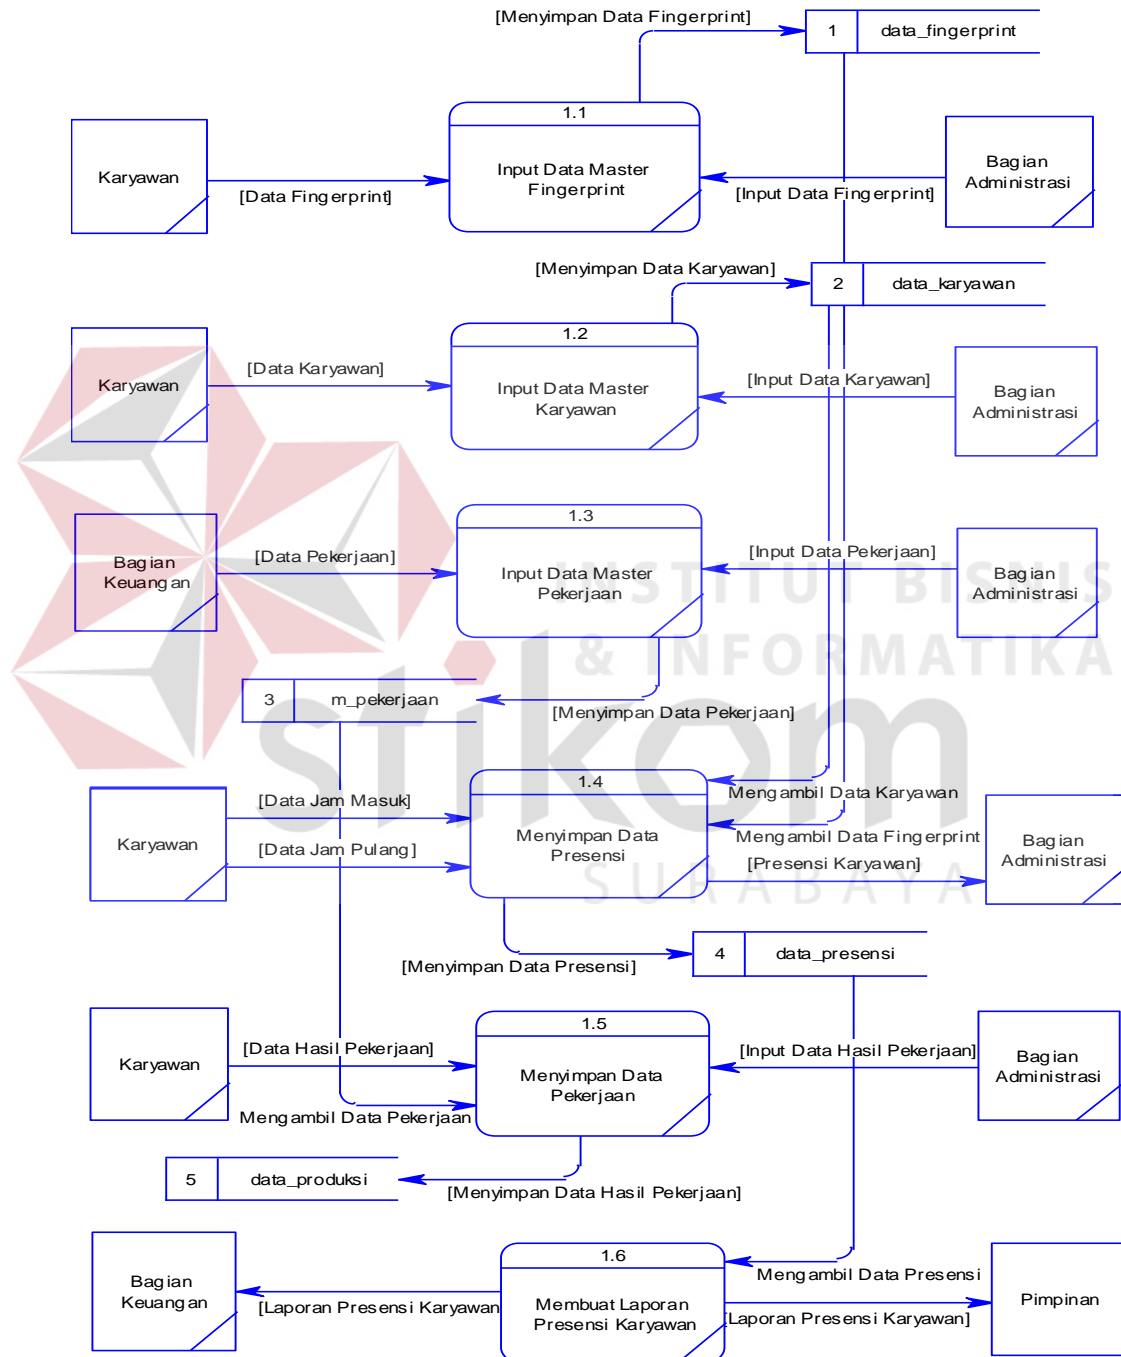 [Menyimpan Data Fingerprint]
1
data_fingerprint
1.1
Karyawan
Input Data Master
Fingerprint
Bagian
Administrasi
[Data Fingerprint]
[Input Data Fingerprint]
[Menyimpan Data Karyawan]
2
data_karyawan
1.2
Karyawan
[Data Karyawan]
Input Data Master
Karyawan
[Input Data Karyawan]
Bagian
Administrasi
1.3
Bagian
Keuangan
[Data Pekerjaan]
Input Data Master
Pekerjaan
[Input Data Pekerjaan]
Bagian
Administrasi
INSTITUT BISNIS
& INFORMATIKA
3
m_pekerjaan
[Menyimpan Data Pekerjaan]
stikom
1.4
Karyawan
[Data Jam Masuk]
[Data Jam Pulang]
Menyimpan Data
Presensi
Mengambil Data Karyawan
Mengambil Data Fingerprint
[Presensi Karyawan]
Bagian
Administrasi
SURABAYA
[Menyimpan Data Presensi]
4
data_presensi
1.5
Karyawan
[Data Hasil Pekerjaan]
Menyimpan Data
Pekerjaan
[Input Data Hasil Pekerjaan]
Bagian
Administrasi
Mengambil Data Pekerjaan
5
data_produksi
[Menyimpan Data Hasil Pekerjaan]
1.6
Bagian
Keuangan
[Laporan Presensi Karyawan
Membuat Laporan
Presensi Karyawan
Mengambil Data Presensi
[Laporan Presensi Karyawan]
Pimpinan